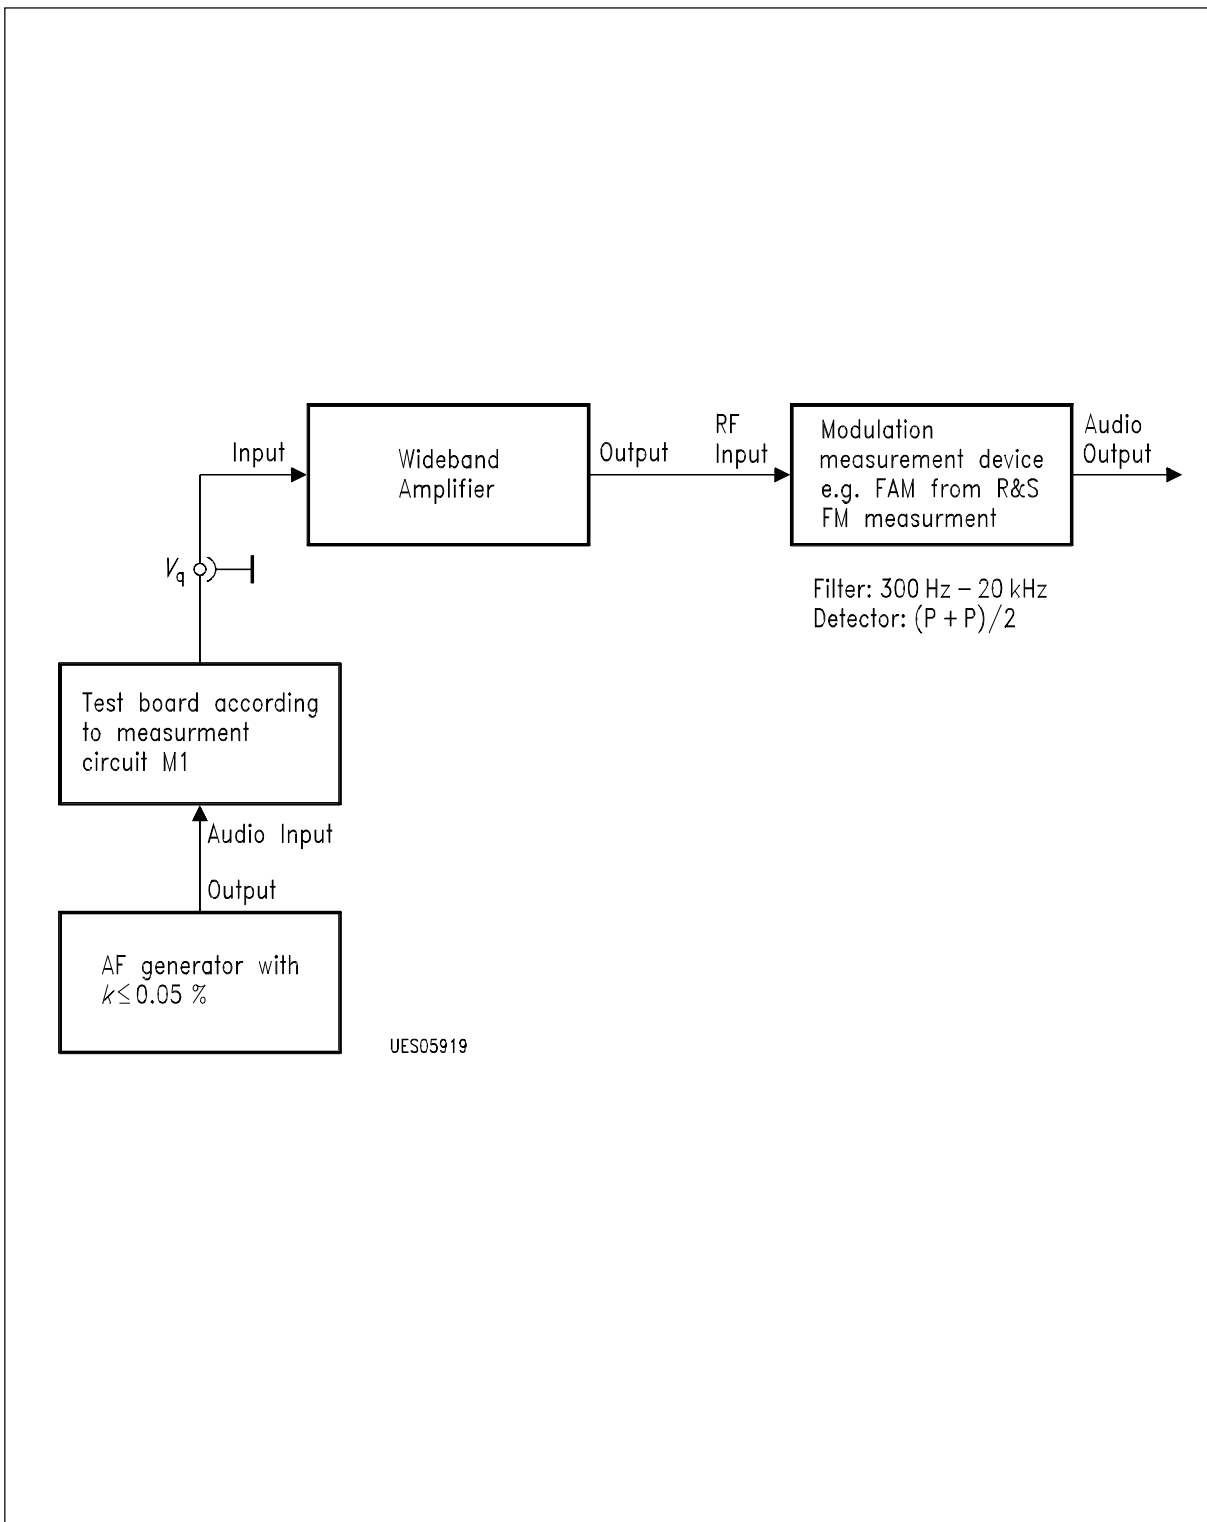 Input
Wideband
Amplifier
Output
RF
Input
Modulation
measurement device
e.g. FAM from R&S
FM measurment
Audio
Output
Vq
Filter: 300 Hz – 20 kHz
Detector: (P + P)/2
Test board according
to measurment
circuit M1
Audio Input
Output
AF generator with
k≤0.05 %
UES05919